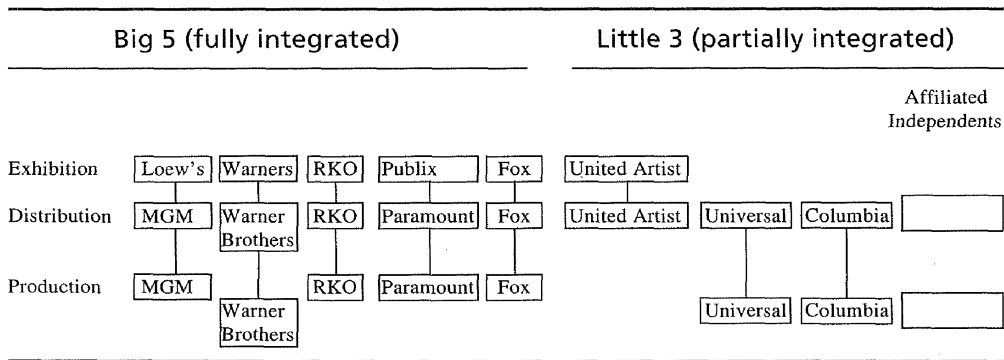 Big 5 (fully integrated) Little 3 (partially integrated)
Affiliated
Independents
Exhibition Loew's Warners RKO Publix Fox United Artist
Distribution MGM Warner RKO Paramount Fox United Artist Universal Columbia
Brothers
Production MGM RKO Paramount Fox
Warner Universal Columbia
Brothers